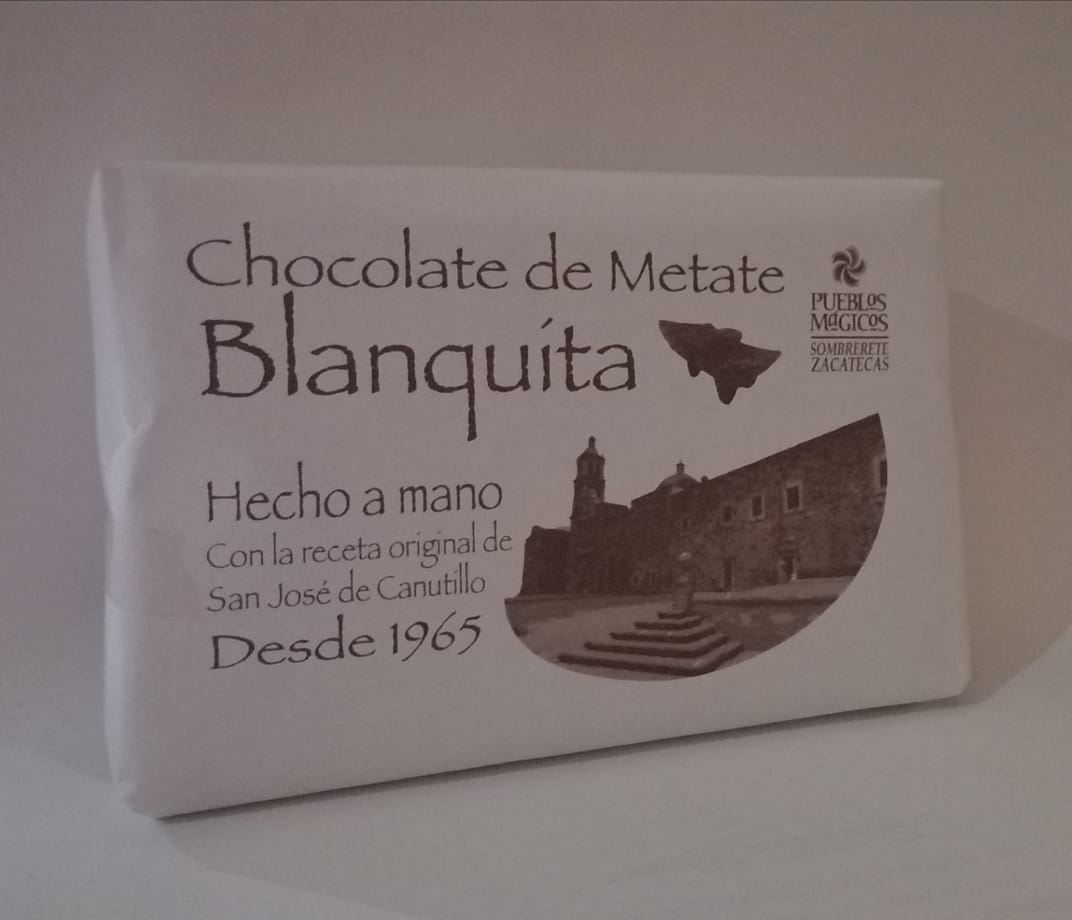 Chocolate de Metate
Blanquita
PUEBLOS
MáGICOS
SOMBRERETE
ZACATECAS
Hecho a mano
Con la receta original de
San José de Canutillo
Desde 1965